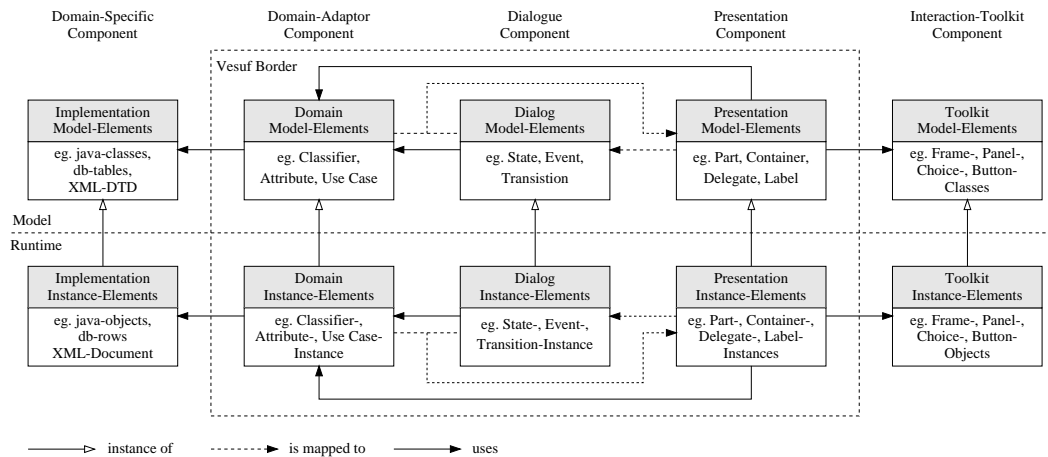 Domain-Specific
Component
Domain-Adaptor
Component
Dialogue
Component
Presentation
Component
Interaction-Toolkit
Component
Vesuf Border
Implementation
Model-Elements
eg. java-classes,
db-tables,
XML-DTD
Domain
Model-Elements
eg. Classifier,
Attribute, Use Case
Dialog
Model-Elements
eg. State, Event,
Transistion
Presentation
Model-Elements
eg. Part, Container,
Delegate, Label
Toolkit
Model-Elements
eg. Frame-, Panel-,
Choice-, Button-
Classes
Model
Runtime
Implementation
Instance-Elements
eg. java-objects,
db-rows
XML-Document
Domain
Instance-Elements
eg. Classifier-,
Attribute-, Use Case-
Instance
Dialog
Instance-Elements
eg. State-, Event-,
Transition-Instance
Presentation
Instance-Elements
eg. Part-, Container-,
Delegate-, Label-
Instances
Toolkit
Instance-Elements
eg. Frame-, Panel-,
Choice-, Button-
Objects
instance of
is mapped to
uses